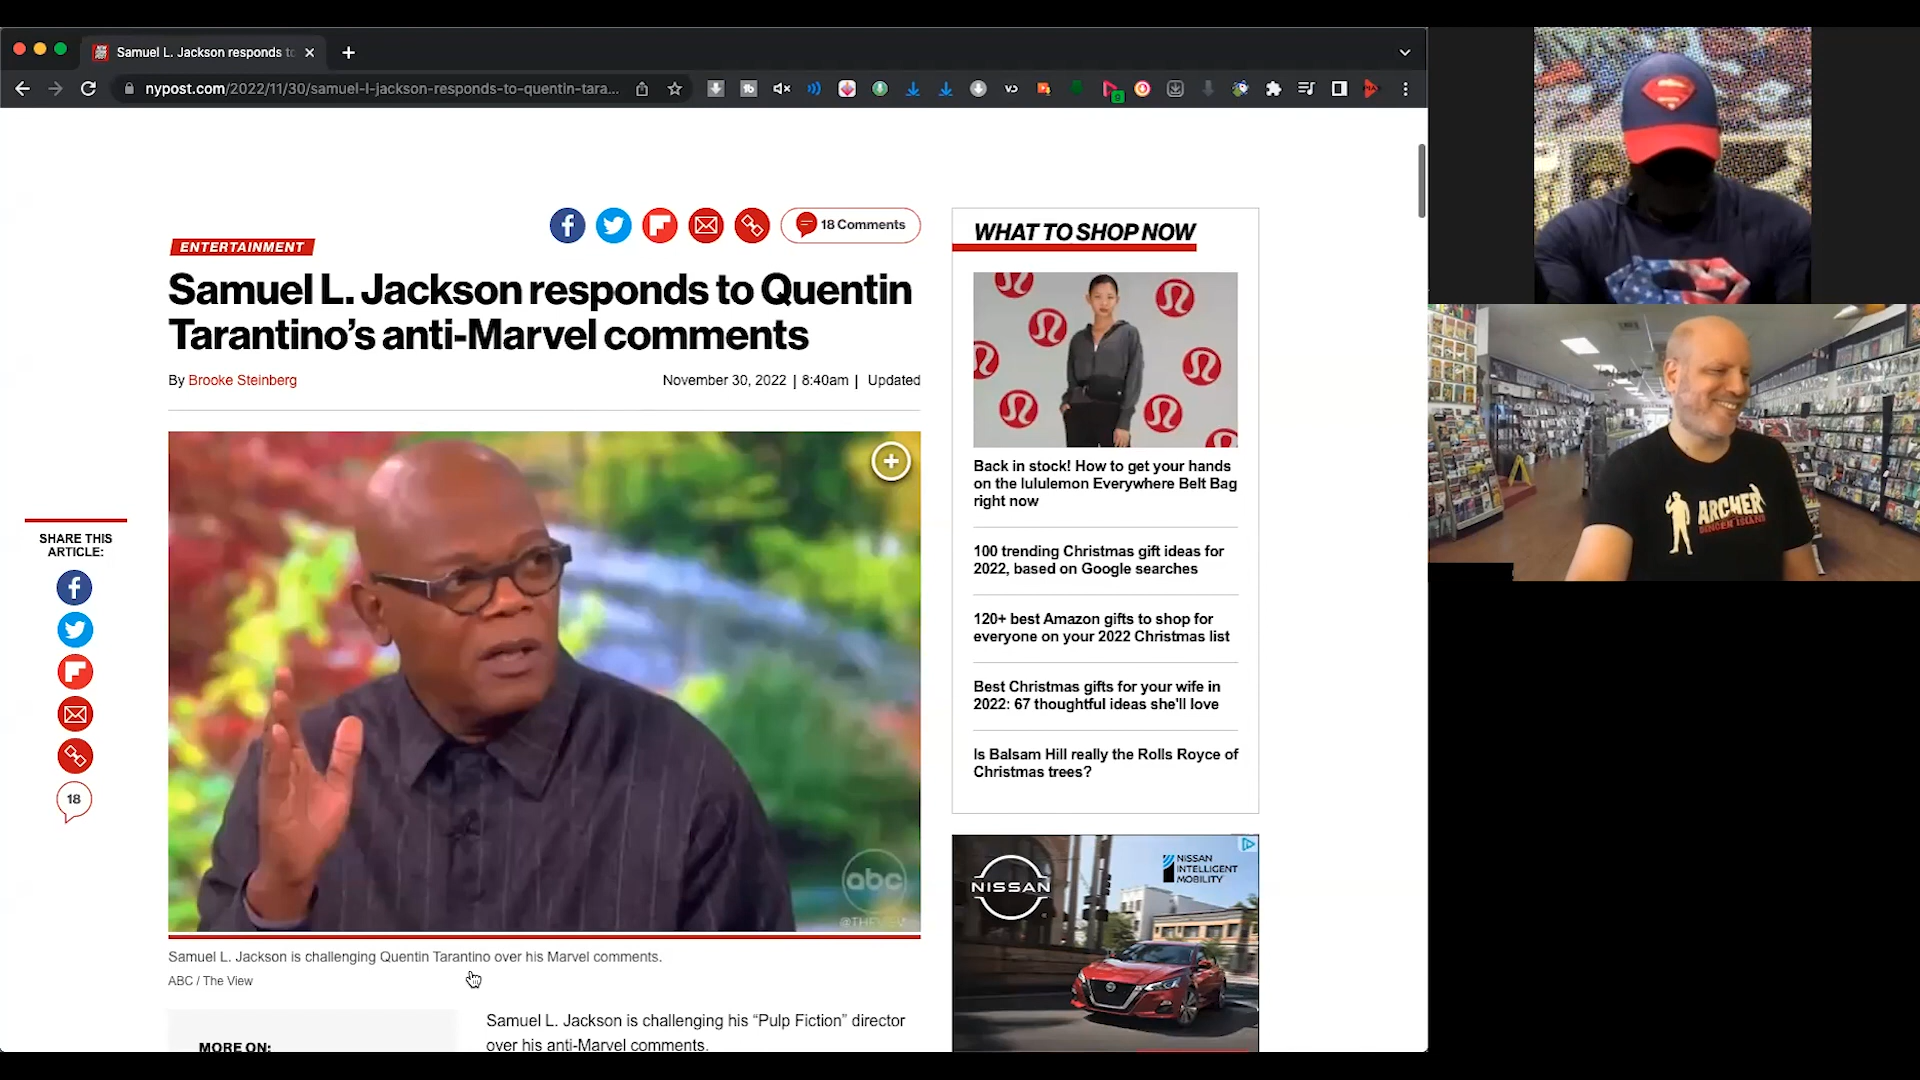 Samuel L. Jackson responds to
nypost.com/2022/11/30/samuel-l-jackson-responds-to-quentin-tara...
18 Comments
ENTERTAINMENT
Samuel L. Jackson responds to Quentin
Tarantino’s anti-Marvel comments
By Brooke Steinberg
November 30, 2022 | 8:40am | Updated
SHARE THIS
ARTICLE:
18
abc
@THEVIEW
Samuel L. Jackson is challenging Quentin Tarantino over his Marvel comments.
ABC / The View
MORE ON:
Samuel L. Jackson is challenging his “Pulp Fiction” director
over his anti-Marvel comments.
WHAT TO SHOP NOW
Back in stock! How to get your hands
on the lululemon Everywhere Belt Bag
right now
100 trending Christmas gift ideas for
2022, based on Google searches
120+ best Amazon gifts to shop for
everyone on your 2022 Christmas list
Best Christmas gifts for your wife in
2022: 67 thoughtful ideas she'll love
Is Balsam Hill really the Rolls Royce of
Christmas trees?
NISSAN
NISSAN
INTELLIGENT
MOBILITY
ARCHER
DANGER ISLAND